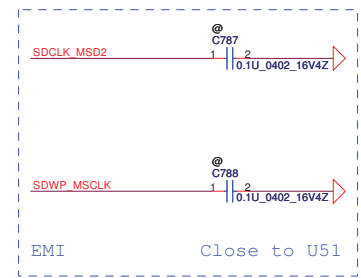 @
C787
SDCLK_MSD2
1 2
0.1U_0402_16V4Z
@
C788
SDWP_MSCLK
1 2
0.1U_0402_16V4Z
EMI Close to U51